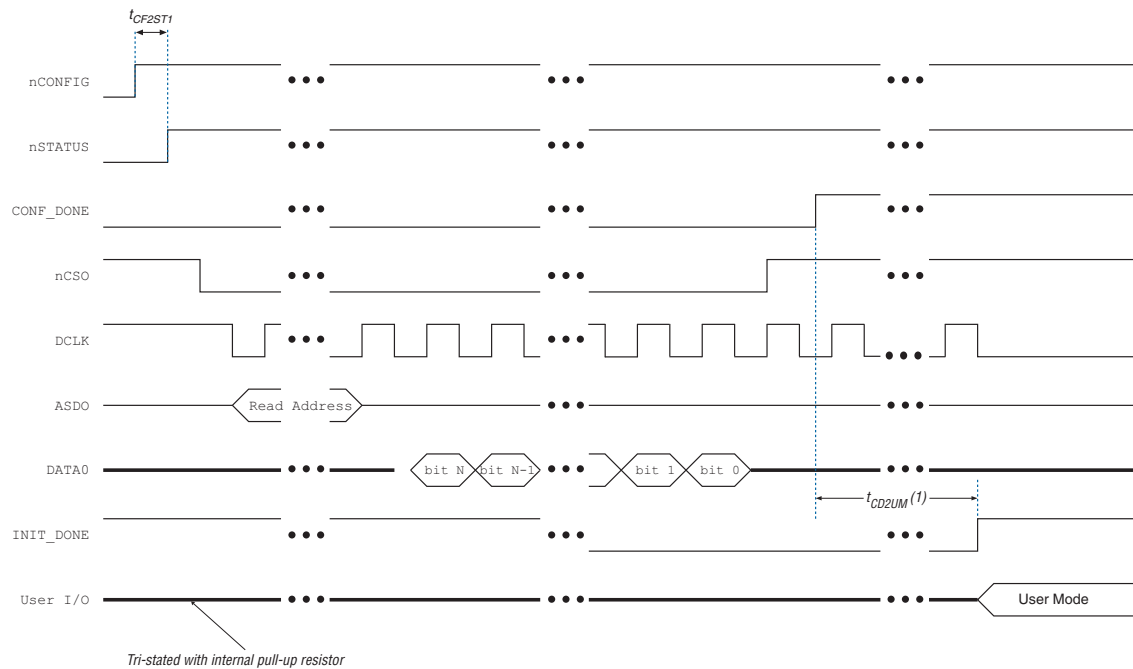 tCF2ST1
nCONFIG
nSTATUS
CONF_DONE
nCSO
DCLK
ASDO
Read Address
DATA0
bit N
bit N-1
bit 1
bit 0
tCD2UM (1)
INIT_DONE
User I/O
User Mode
Tri-stated with internal pull-up resistor